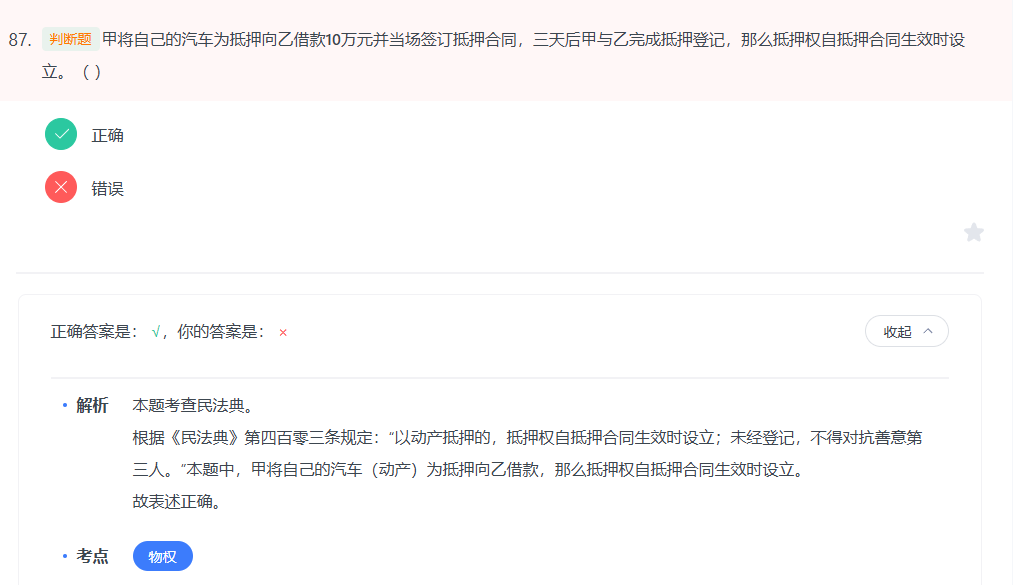 87. 判断题 甲将自己的汽车为抵押向乙借款10万元并当场签订抵押合同，三天后甲与乙完成抵押登记，那么抵押权自抵押合同生效时设
立。（ ）
正确
错误
正确答案是： √， 你的答案是： ×
收起
· 解析 本题考查民法典。
根据《民法典》第四百零三条规定：“以动产抵押的，抵押权自抵押合同生效时设立；未经登记，不得对抗善意第
三人。”本题中，甲将自己的汽车（动产）为抵押向乙借款，那么抵押权自抵押合同生效时设立。
故表述正确。
· 考点 物权